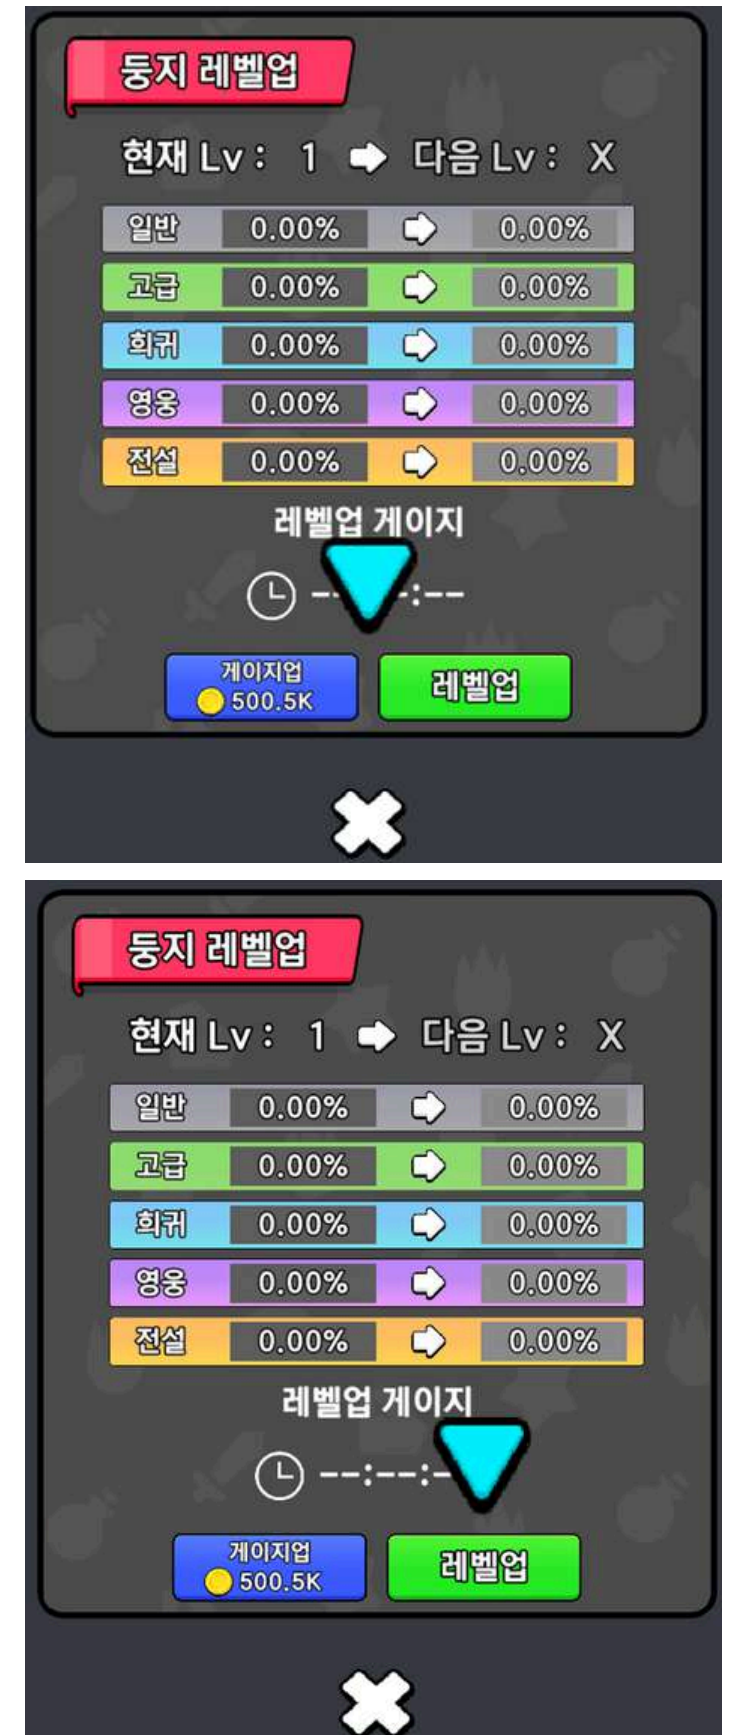 둥지 레벨업
현재 Lv : 1 다음 Lv : X
일반 0.00% 0.00%
고급 0.00% 0.00%
희귀 0.00% 0.00%
영웅 0.00% 0.00%
전설 0.00% 0.00%
레벨업 게이지
게이지업
500.5K
레벨업
둥지 레벨업
현재 Lv : 1 다음 Lv : X
일반 0.00% 0.00%
고급 0.00% 0.00%
희귀 0.00% 0.00%
영웅 0.00% 0.00%
전설 0.00% 0.00%
레벨업 게이지
--:--:-
게이지업
500.5K
레벨업